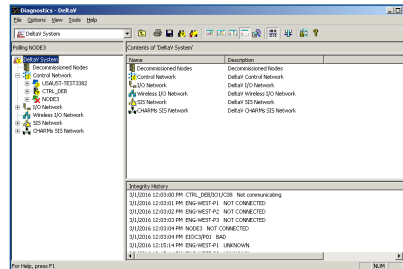 Diagnostics - DeltaV
File Options View Tools Help
DeltaV System
Polling NODE3
Contents of 'DeltaV System'
DeltaV System
Decommissioned Nodes
Control Network
USAUST-TEST3382
CTRL_DEB
NODE3
I/O Network
Wireless I/O Network
SIS Network
CHARMs SIS Network
Name Description
Decommissioned Nodes Decommissioned Nodes
Control Network DeltaV Control Network
I/O Network DeltaV I/O Network
Wireless I/O Network DeltaV Wireless I/O Network
SIS Network DeltaV SIS Network
CHARMs SIS Network DeltaV CHARMs SIS Network
Integrity History
3/1/2016 12:03:00 PM CTRL_DEB/IO1/C08 Not communicating
3/1/2016 12:03:01 PM ENG-WEST-P1 NOT CONNECTED
3/1/2016 12:03:02 PM ENG-WEST-P2 NOT CONNECTED
3/1/2016 12:03:03 PM ENG-WEST-P3 NOT CONNECTED
3/1/2016 12:03:04 PM NODE3 NOT CONNECTED
3/1/2016 12:03:04 PM EIOC3/P01 BAD
3/1/2016 12:15:14 PM ENG-WEST-P1 UNKNOWN
For Help, press F1
NUM